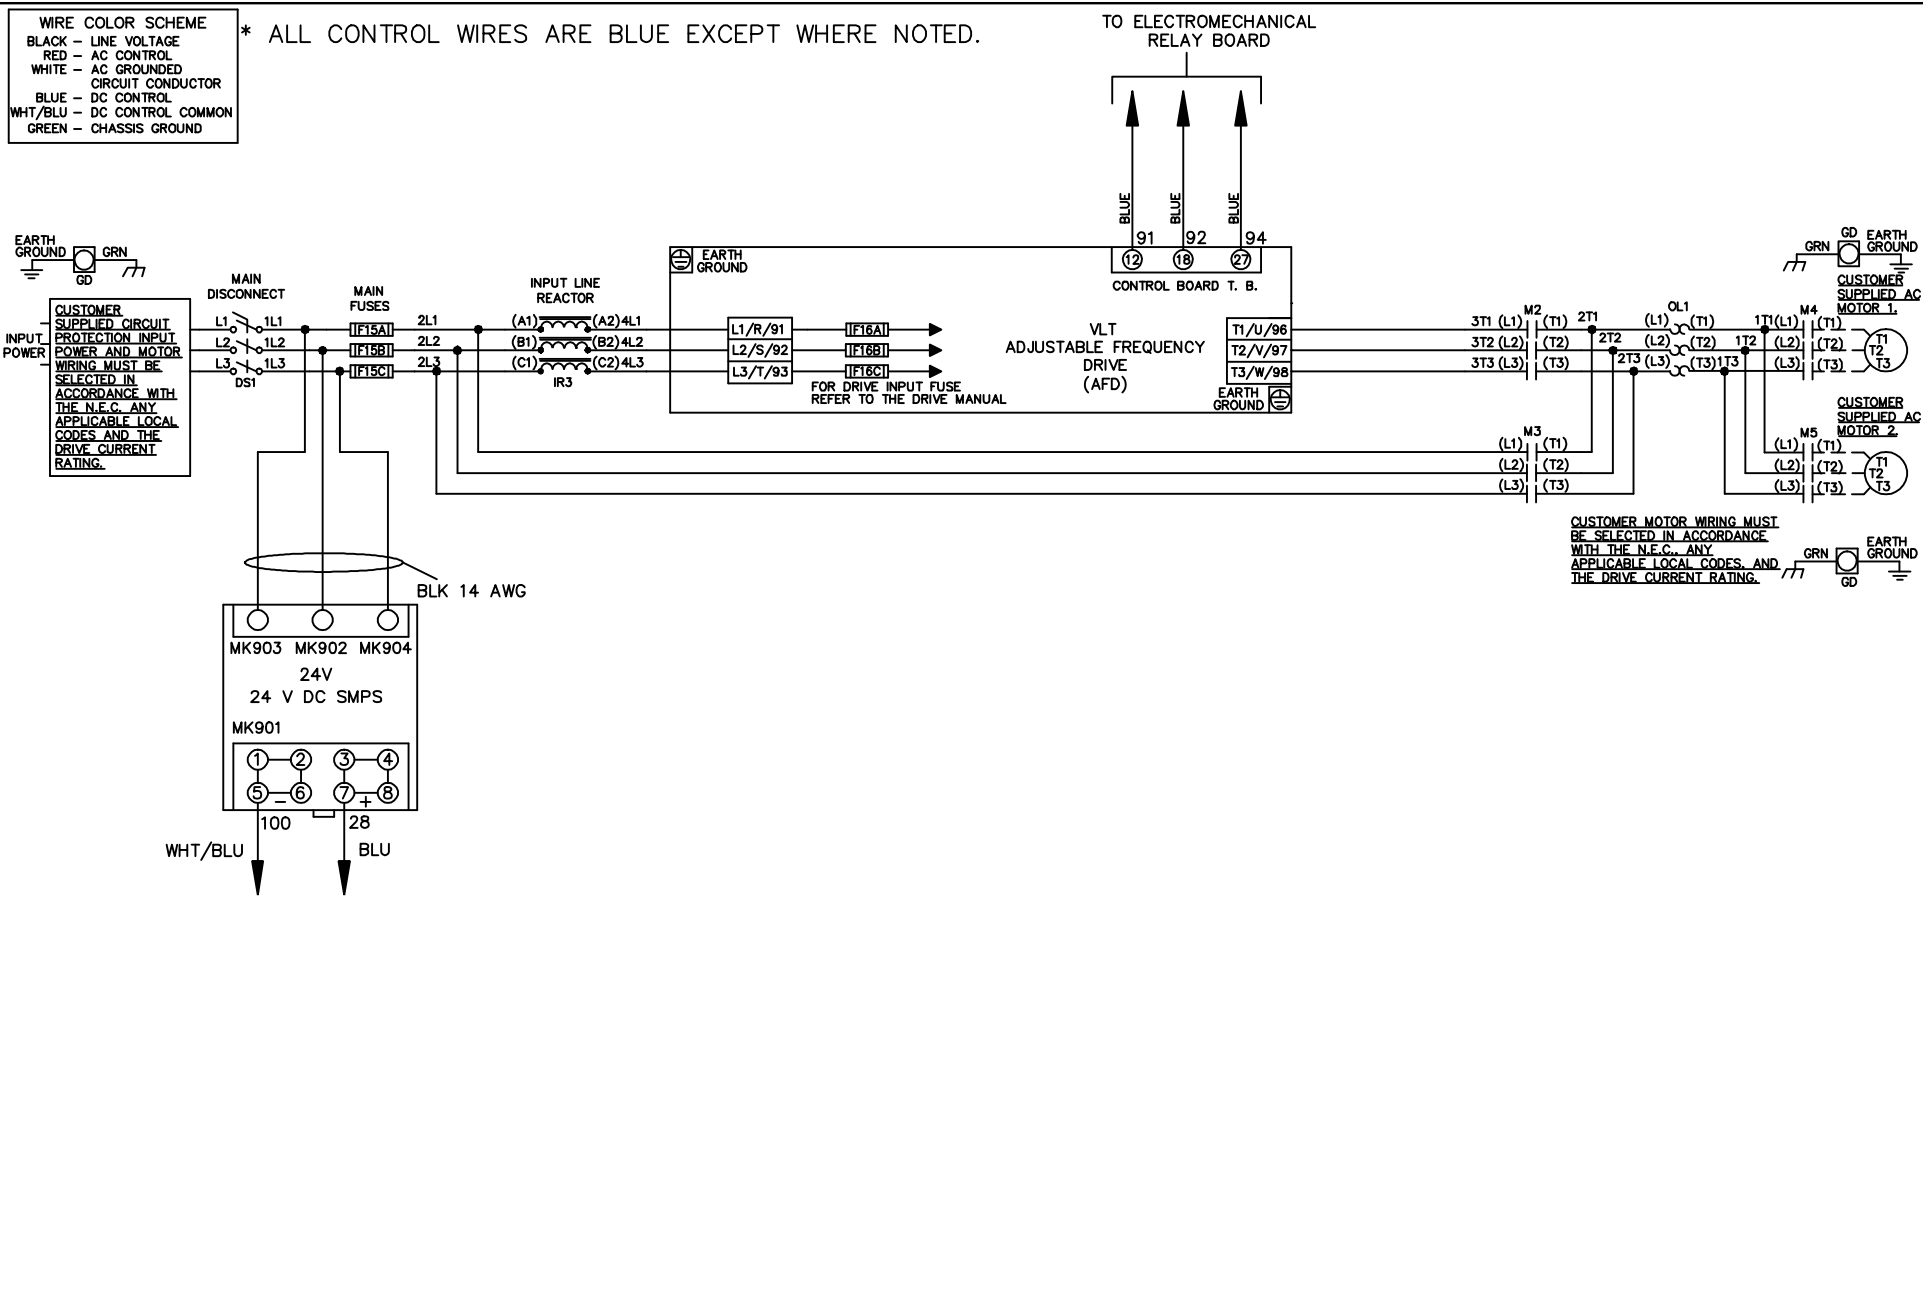 WIRE COLOR SCHEME
BLACK – LINE VOLTAGE
RED – AC CONTROL
WHITE – AC GROUNDED
CIRCUIT CONDUCTOR
BLUE – DC CONTROL
WHT/BLU – DC CONTROL COMMON
GREEN – CHASSIS GROUND
* ALL CONTROL WIRES ARE BLUE EXCEPT WHERE NOTED.
TO ELECTROMECHANICAL
RELAY BOARD
BLUE
BLUE
BLUE
91 92 94
12 18 27
CONTROL BOARD T. B.
EARTH
GROUND
GRN
GD
INPUT
POWER
CUSTOMER
SUPPLIED CIRCUIT
PROTECTION INPUT
POWER AND MOTOR
WIRING MUST BE
SELECTED IN
ACCORDANCE WITH
THE N.E.C. ANY
APPLICABLE LOCAL
CODES AND THE
DRIVE CURRENT
RATING.
MAIN
DISCONNECT
L1 1L1
L2 1L2
L3 1L3
DS1
MAIN
FUSES
F15A
F15B
F15C
2L1
2L2
2L3
INPUT LINE
REACTOR
(A1) (A2) 4L1
(B1) (B2) 4L2
(C1) (C2) 4L3
IR3
EARTH
GROUND
L1/R/91
L2/S/92
L3/T/93
F16A
F16B
F16C
FOR DRIVE INPUT FUSE
REFER TO THE DRIVE MANUAL
VLT
ADJUSTABLE FREQUENCY
DRIVE
(AFD)
T1/U/96
T2/V/97
T3/W/98
EARTH
GROUND
M2
3T1 (L1) (T1) 2T1
3T2 (L2) (T2) 2T2
3T3 (L3) (T3) 2T3
OL1
(L1) (T1) 1T1
(L2) (T2) 1T2
(L3) (T3) 1T3
M4
(L1) (T1)
(L2) (T2)
(L3) (T3)
T1
T2
T3
GRN
GD
EARTH
GROUND
CUSTOMER
SUPPLIED AC
MOTOR 1.
M3
(L1) (T1)
(L2) (T2)
(L3) (T3)
CUSTOMER
SUPPLIED AC
MOTOR 2.
M5
(L1) (T1)
(L2) (T2)
(L3) (T3)
T1
T2
T3
CUSTOMER MOTOR WIRING MUST
BE SELECTED IN ACCORDANCE
WITH THE N.E.C., ANY
APPLICABLE LOCAL CODES, AND
THE DRIVE CURRENT RATING.
GRN
GD
EARTH
GROUND
BLK 14 AWG
MK903 MK902 MK904
24V
24 V DC SMPS
MK901
1 2 3 4
5 – 6 7 + 8
100 28
WHT/BLU BLU